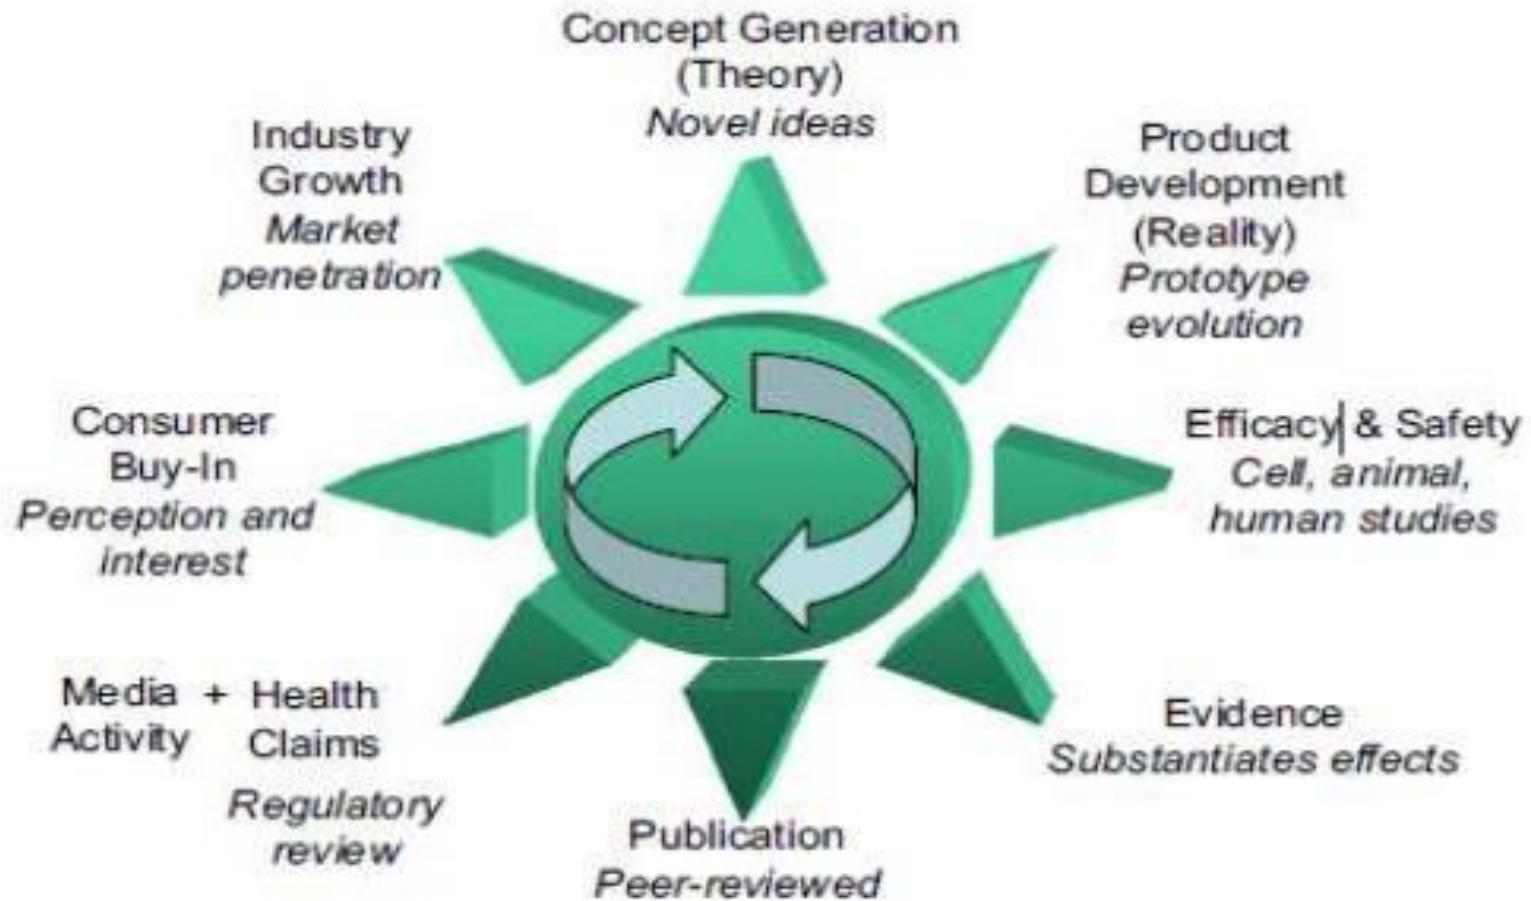 Concept Generation
(Theory)
Novel ideas
Product
Development
(Reality)
Prototype
evolution
Efficacy & Safety
Cell, animal,
human studies
Evidence
Substantiates effects
Publication
Peer-reviewed
Media + Health
Activity Claims
Regulatory
review
Consumer
Buy-In
Perception and
interest
Industry
Growth
Market
penetration